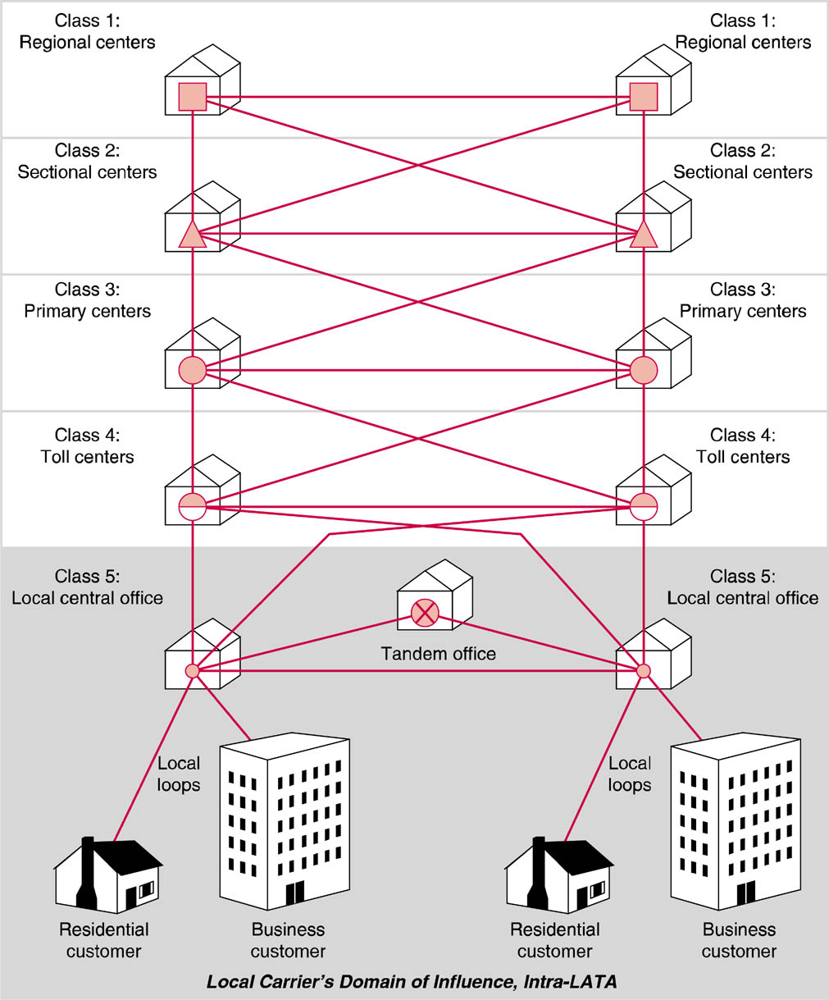 Class 1:
Regional centers
Class 1:
Regional centers
Class 2:
Sectional centers
Class 2:
Sectional centers
Class 3:
Primary centers
Class 3:
Primary centers
Class 4:
Toll centers
Class 4:
Toll centers
Class 5:
Local central office
Class 5:
Local central office
Tandem office
Local
loops
Local
loops
Residential
customer
Business
customer
Residential
customer
Business
customer
Local Carrier's Domain of Influence, Intra-LATA